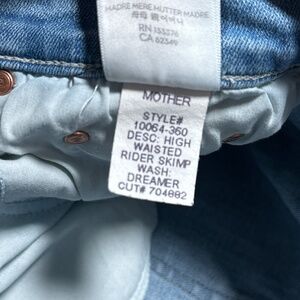 MADRE MERE MUTTER MADRE
RN 133376
CA 62349
MOTHER
STYLE#
10064-360
DESC: HIGH
WAISTED
RIDER SKIMP
WASH:
DREAMER
CUT# 704882